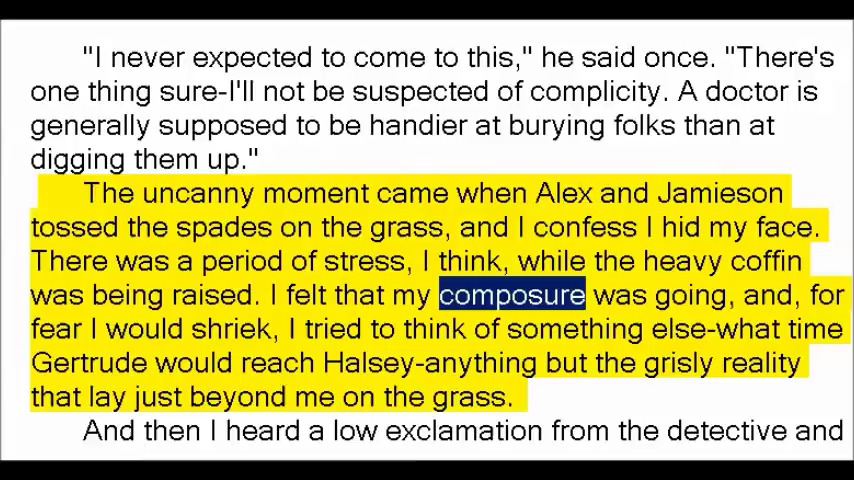 "I never expected to come to this," he said once. "There's
one thing sure-I'll not be suspected of complicity. A doctor is
generally supposed to be handier at burying folks than at
digging them up."
The uncanny moment came when Alex and Jamieson
tossed the spades on the grass, and I confess I hid my face.
There was a period of stress, I think, while the heavy coffin
was being raised. I felt that my composure was going, and, for
fear I would shriek, I tried to think of something else-what time
Gertrude would reach Halsey-anything but the grisly reality
that lay just beyond me on the grass.
And then I heard a low exclamation from the detective and